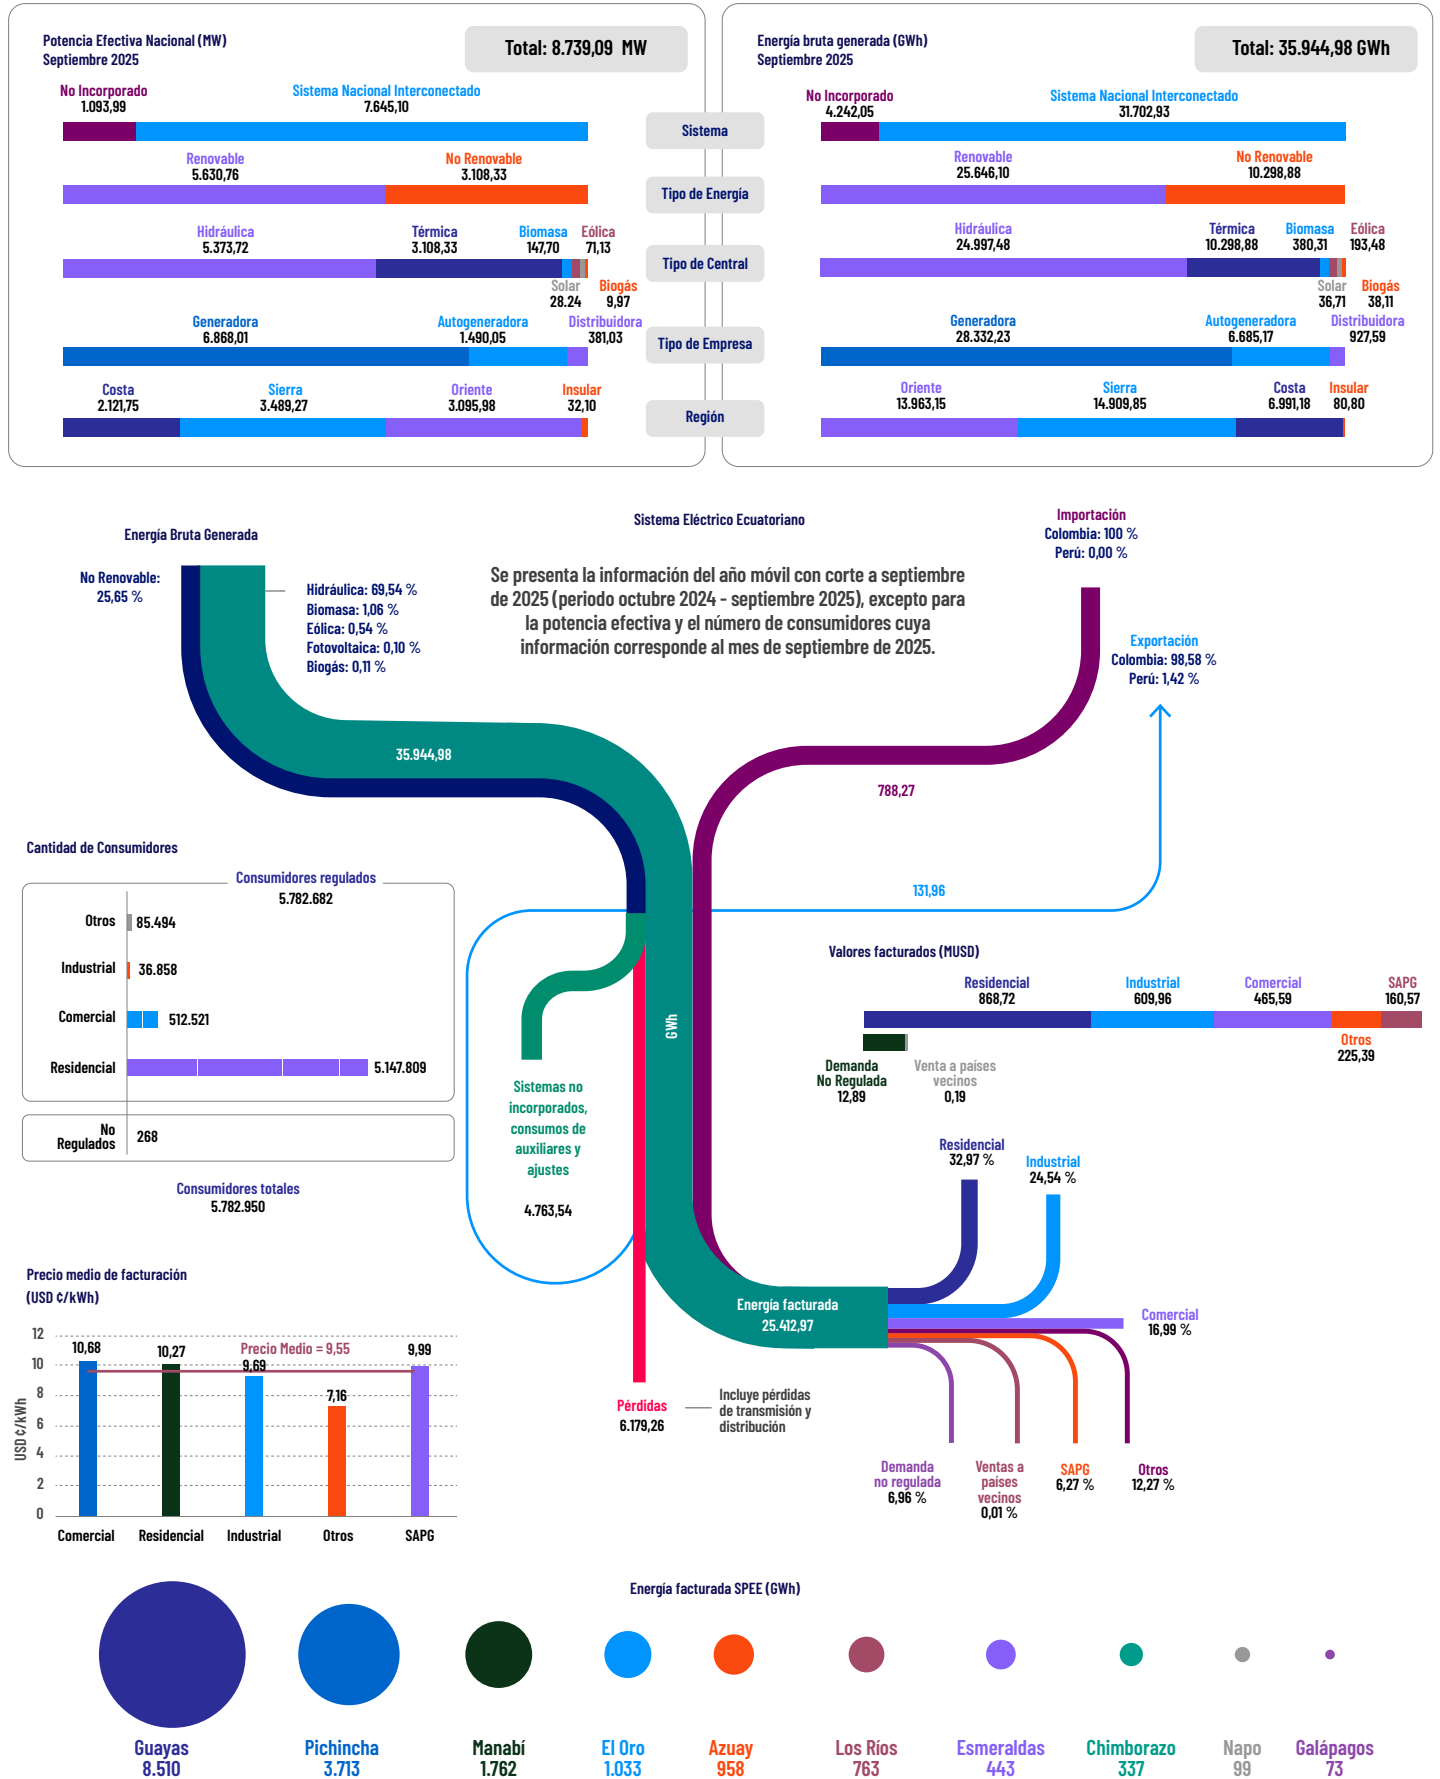 Potencia Efectiva Nacional (MW)
Septiembre 2025
Total: 8.739,09 MW
No Incorporado
1.093,99
Sistema Nacional Interconectado
7.645,10
Renovable
5.630,76
No Renovable
3.108,33
Hidráulica
5.373,72
Térmica
3.108,33
Biomasa
147,70
Eólica
71,13
Solar
28.24
Biogás
9,97
Generadora
6.868,01
Autogeneradora
1.490,05
Distribuidora
381,03
Costa
2.121,75
Sierra
3.489,27
Oriente
3.095,98
Insular
32,10
Sistema
Tipo de Energía
Tipo de Central
Tipo de Empresa
Región
Energía bruta generada (GWh)
Septiembre 2025
Total: 35.944,98 GWh
No Incorporado
4.242,05
Sistema Nacional Interconectado
31.702,93
Renovable
25.646,10
No Renovable
10.298,88
Hidráulica
24.997,48
Térmica
10.298,88
Biomasa
380,31
Eólica
193,48
Solar
36,71
Biogás
38,11
Generadora
28.332,23
Autogeneradora
6.685,17
Distribuidora
927,59
Oriente
13.963,15
Sierra
14.909,85
Costa
6.991,18
Insular
80,80
Sistema Eléctrico Ecuatoriano
Se presenta la información del año móvil con corte a septiembre
de 2025 (periodo octubre 2024 - septiembre 2025), excepto para
la potencia efectiva y el número de consumidores cuya
información corresponde al mes de septiembre de 2025.
Energía Bruta Generada
No Renovable:
25,65 %
Hidráulica: 69,54 %
Biomasa: 1,06 %
Eólica: 0,54 %
Fotovoltaica: 0,10 %
Biogás: 0,11 %
35.944,98
Importación
Colombia: 100 %
Perú: 0,00 %
788,27
Exportación
Colombia: 98,58 %
Perú: 1,42 %
131,96
GWh
Sistemas no
incorporados,
consumos de
auxiliares y
ajustes
4.763,54
Pérdidas
6.179,26
Incluye pérdidas
de transmisión y
distribución
Energía facturada
25.412,97
Residencial
32,97 %
Industrial
24,54 %
Comercial
16,99 %
Demanda
no regulada
6,96 %
Ventas a
países
vecinos
0,01 %
SAPG
6,27 %
Otros
12,27 %
Cantidad de Consumidores
Consumidores regulados
5.782.682
Otros
85.494
Industrial
36.858
Comercial
512.521
Residencial
5.147.809
No
Regulados
268
Consumidores totales
5.782.950
Valores facturados (MUSD)
Residencial
868,72
Industrial
609,96
Comercial
465,59
SAPG
160,57
Otros
225,39
Demanda
No Regulada
12,89
Venta a países
vecinos
0,19
Precio medio de facturación
(USD ¢/kWh)
USD ¢/kWh
12
10
8
6
4
2
0
Precio Medio = 9,55
10,68
10,27
9,69
7,16
9,99
Comercial
Residencial
Industrial
Otros
SAPG
Energía facturada SPEE (GWh)
Guayas
8.510
Pichincha
3.713
Manabí
1.762
El Oro
1.033
Azuay
958
Los Ríos
763
Esmeraldas
443
Chimborazo
337
Napo
99
Galápagos
73